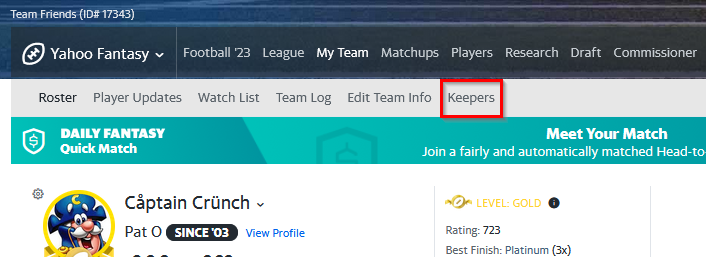 Team Friends (ID# 17343)
Yahoo Fantasy Football '23 League My Team Matchups Players Research Draft Commissioner
Roster Player Updates Watch List Team Log Edit Team Info Keepers
DAILY FANTASY
Quick Match
Meet Your Match
Join a fairly and automatically matched Head-to-
Cåptain Crünch
Pat O SINCE '03 View Profile
LEVEL: GOLD
Rating: 723
Best Finish: Platinum (3x)